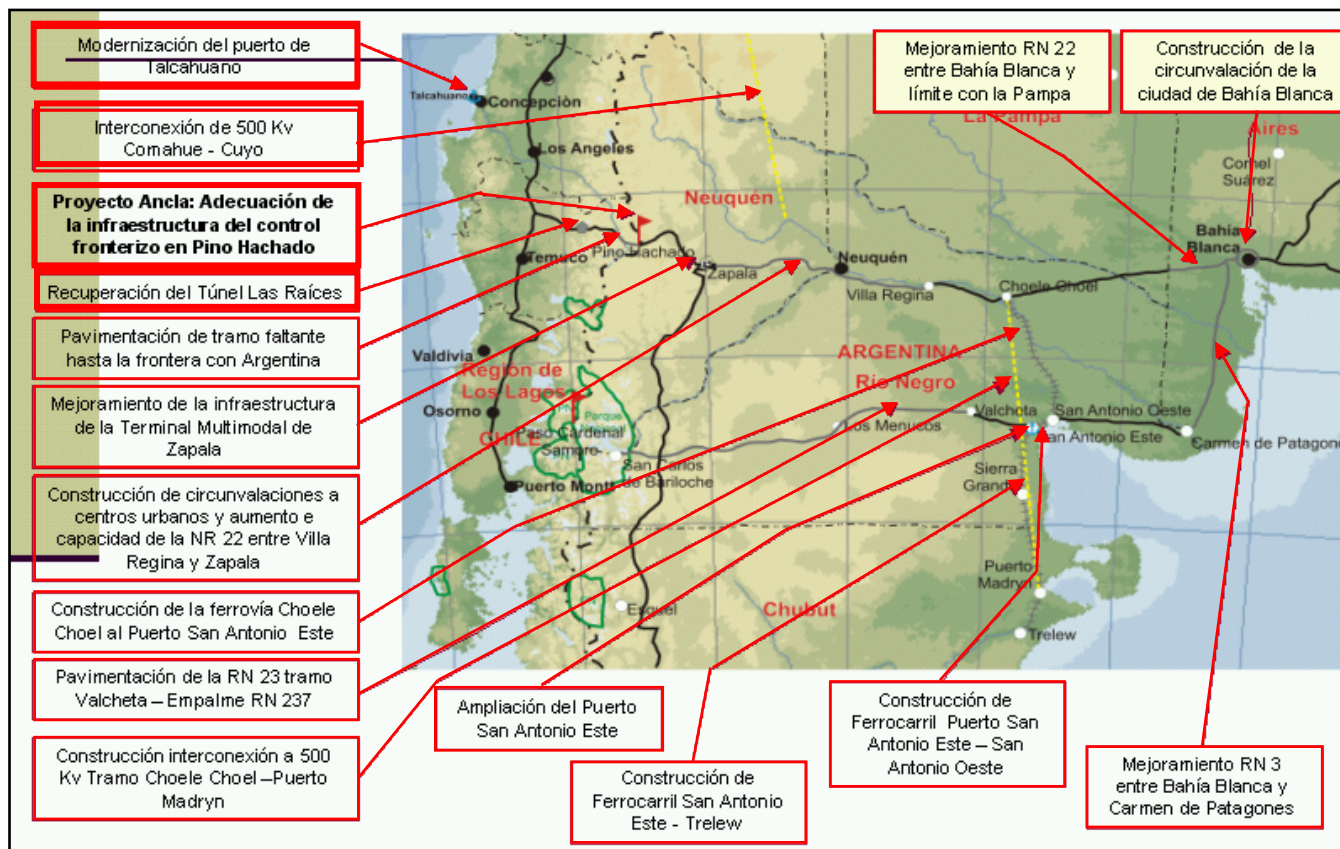 Modernización del puerto de
Talcahuano
Interconexión de 500 Kv
Comahue - Cuyo
Proyecto Ancla: Adecuación de
la infraestructura del control
fronterizo en Pino Hachado
Recuperación del Túnel Las Raíces
Pavimentación de tramo faltante
hasta la frontera con Argentina
Mejoramiento de la infraestructura
de la Terminal Multimodal de
Zapala
Construcción de circunvalaciones a
centros urbanos y aumento e
capacidad de la NR 22 entre Villa
Regina y Zapala
Construcción de la ferrovía Choele
Choel al Puerto San Antonio Este
Pavimentación de la RN 23 tramo
Valcheta – Empalme RN 237
Construcción interconexión a 500
Kv Tramo Choele Choel –Puerto
Madryn
Ampliación del Puerto
San Antonio Este
Construcción de
Ferrocarril San Antonio
Este - Trelew
Construcción de
Ferrocarril Puerto San
Antonio Este – San
Antonio Oeste
Mejoramiento RN 3
entre Bahía Blanca y
Carmen de Patagones
Mejoramiento RN 22
entre Bahía Blanca y
límite con la Pampa
Construcción de la
circunvalación de la
ciudad de Bahía Blanca
Talcahuano
Concepción
Los Angeles
Temuco
Valdivia
Osorno
Puerto Montt
Región de
Los Lagos
CHILE
Parque
Paso Cardenal
Samore
San Carlos
de Bariloche
Esquel
Pino Hachado
Zapala
Neuquén
Neuquén
Villa Regina
Choele Choel
La Pampa
Aires
Cornel
Suárez
Bahía
Blanca
ARGENTINA
Río Negro
Los Menucos
Valcheta
San Antonio Oeste
San Antonio Este
Carmen de Patagones
Sierra
Grande
Puerto
Madryn
Trelew
Chubut